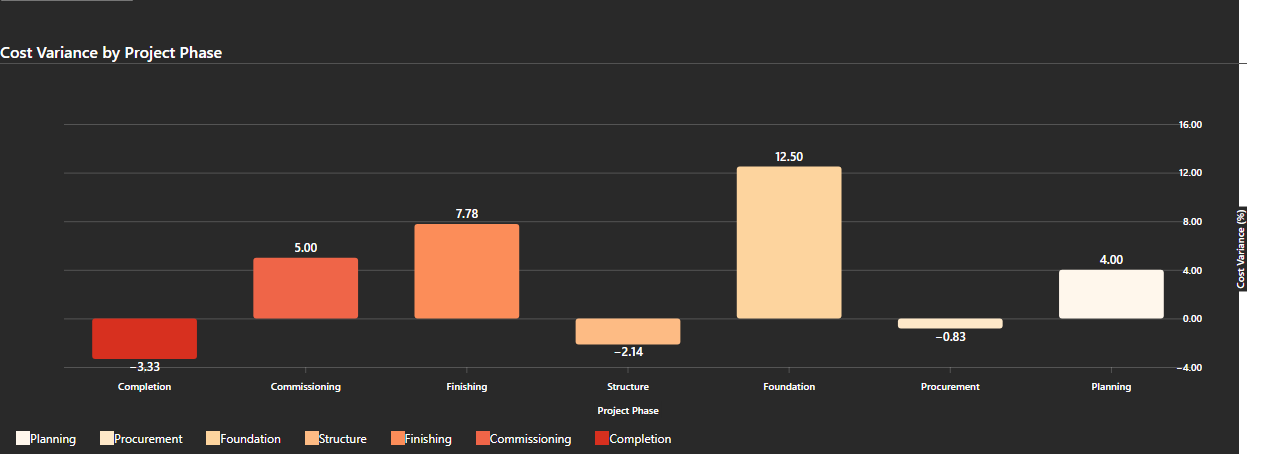 Cost Variance by Project Phase
16.00
12.50
12.00
7.78
8.00
Cost Variance (%)
5.00
4.00
4.00
0.00
−0.83
−2.14
−3.33
−4.00
Completion Commissioning Finishing Structure Foundation Procurement Planning
Project Phase
Planning Procurement Foundation Structure Finishing Commissioning Completion